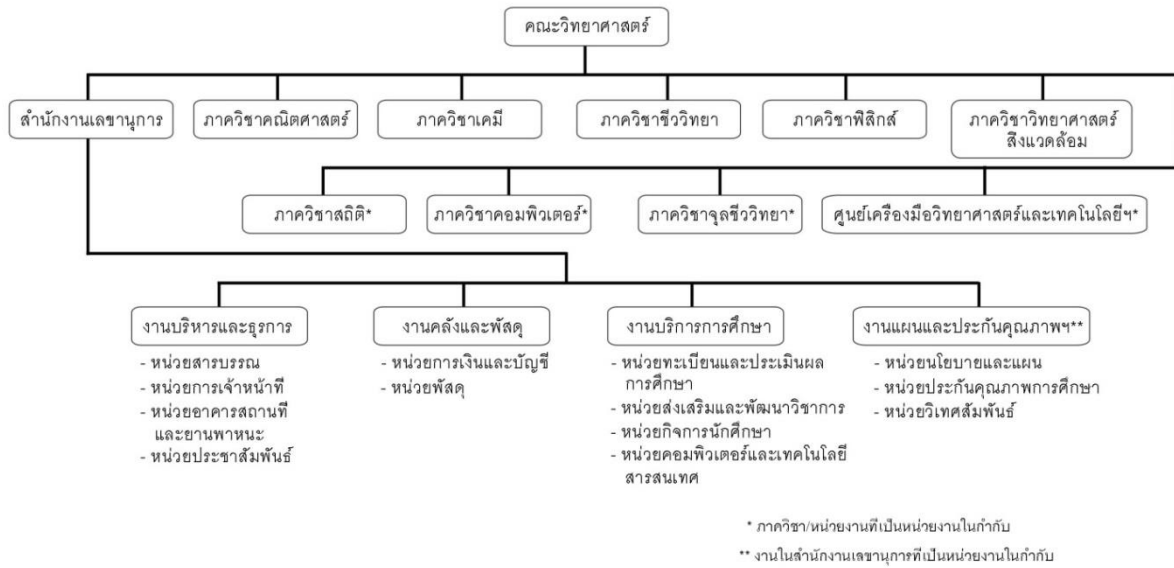 คณะวิทยาศาสตร์
สำนักงานเลขานุการ
ภาควิชาคณิตศาสตร์
ภาควิชาเคมี
ภาควิชาชีววิทยา
ภาควิชาฟิสิกส์
ภาควิชาวิทยาศาสตร์
สิ่งแวดล้อม
ภาควิชาสถิติ*
ภาควิชาคอมพิวเตอร์*
ภาควิชาจุลชีววิทยา*
ศูนย์เครื่องมือวิทยาศาสตร์และเทคโนโลยีฯ*
งานบริหารและธุรการ
- หน่วยสารบรรณ
- หน่วยการเจ้าหน้าที่
- หน่วยอาคารสถานที่
และยานพาหนะ
- หน่วยประชาสัมพันธ์
งานคลังและพัสดุ
- หน่วยการเงินและบัญชี
- หน่วยพัสดุ
งานบริการการศึกษา
- หน่วยทะเบียนและประเมินผล
การศึกษา
- หน่วยส่งเสริมและพัฒนาวิชาการ
- หน่วยกิจการนักศึกษา
- หน่วยคอมพิวเตอร์และเทคโนโลยี
สารสนเทศ
งานแผนและประกันคุณภาพฯ**
- หน่วยนโยบายและแผน
- หน่วยประกันคุณภาพการศึกษา
- หน่วยวิเทศสัมพันธ์
* ภาควิชา/หน่วยงานที่เป็นหน่วยงานในกำกับ
** งานในสำนักงานเลขานุการที่เป็นหน่วยงานในกำกับ